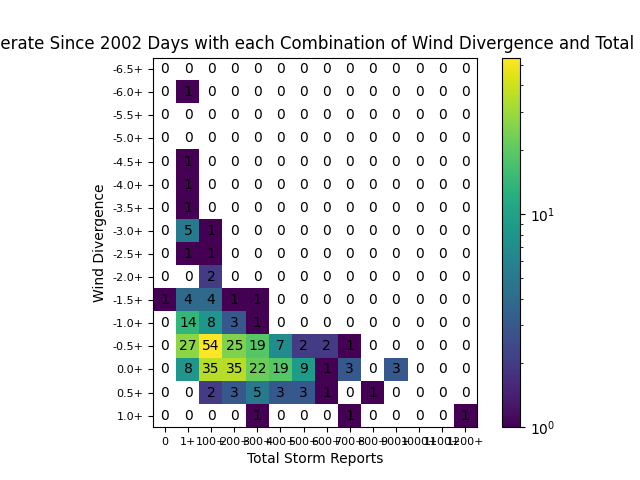 erate Since 2002 Days with each Combination of Wind Divergence and Total
Wind Divergence
-6.5+ 0 0 0 0 0 0 0 0 0 0 0 0 0 0
-6.0+ 0 1 0 0 0 0 0 0 0 0 0 0 0 0
-5.5+ 0 0 0 0 0 0 0 0 0 0 0 0 0 0
-5.0+ 0 0 0 0 0 0 0 0 0 0 0 0 0 0
-4.5+ 0 1 0 0 0 0 0 0 0 0 0 0 0 0
-4.0+ 0 1 0 0 0 0 0 0 0 0 0 0 0 0
-3.5+ 0 1 0 0 0 0 0 0 0 0 0 0 0 0
-3.0+ 0 5 1 0 0 0 0 0 0 0 0 0 0 0
-2.5+ 0 1 1 0 0 0 0 0 0 0 0 0 0 0
-2.0+ 0 0 2 0 0 0 0 0 0 0 0 0 0 0
-1.5+ 1 4 4 1 1 0 0 0 0 0 0 0 0 0
-1.0+ 0 14 8 3 1 0 0 0 0 0 0 0 0 0
-0.5+ 0 27 54 25 19 7 2 2 1 0 0 0 0 0
0.0+ 0 8 35 35 22 19 9 1 3 0 3 0 0 0
0.5+ 0 0 2 3 5 3 3 1 0 1 0 0 0 0
1.0+ 0 0 0 0 1 0 0 0 1 0 0 0 0 1
0 1+ 100+ 200+ 300+ 400+ 500+ 600+ 700+ 800+ 900+ 1000+ 1100+ 1200+
Total Storm Reports
10^1
10^0